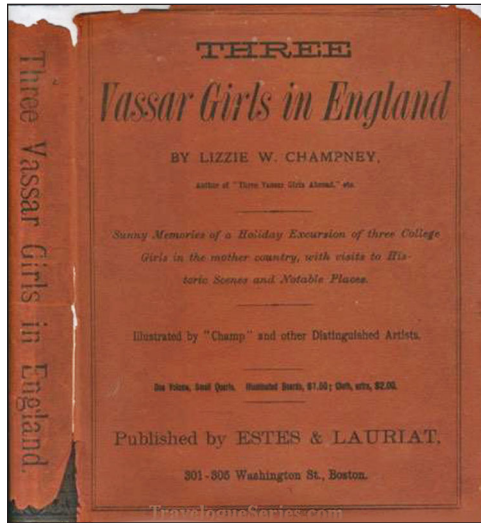 Three Vassar Girls in England.
THREE
Vassar Girls in England
BY LIZZIE W. CHAMPNEY,
Author of "Three Vassar Girls Abroad," etc.
Sunny Memories of a Holiday Excursion of three College
Girls in the mother country, with visits to His-
toric Scenes and Notable Places.
Illustrated by "Champ" and other Distinguished Artists.
One Volume, Small Quarto. Illuminated Boards, $1.50; Cloth, extra, $2.00.
Published by ESTES & LAURIAT,
301-305 Washington St., Boston.
TravelogueSeries.com